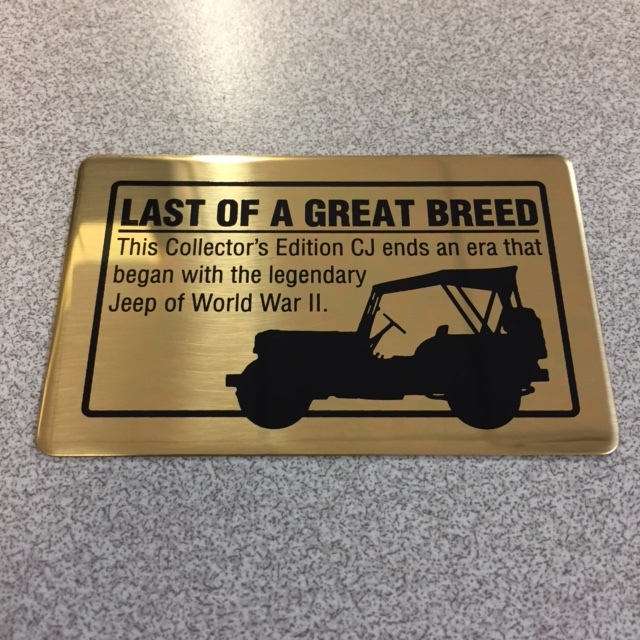 LAST OF A GREAT BREED
This Collector's Edition CJ ends an era that
began with the legendary
Jeep of World War II.